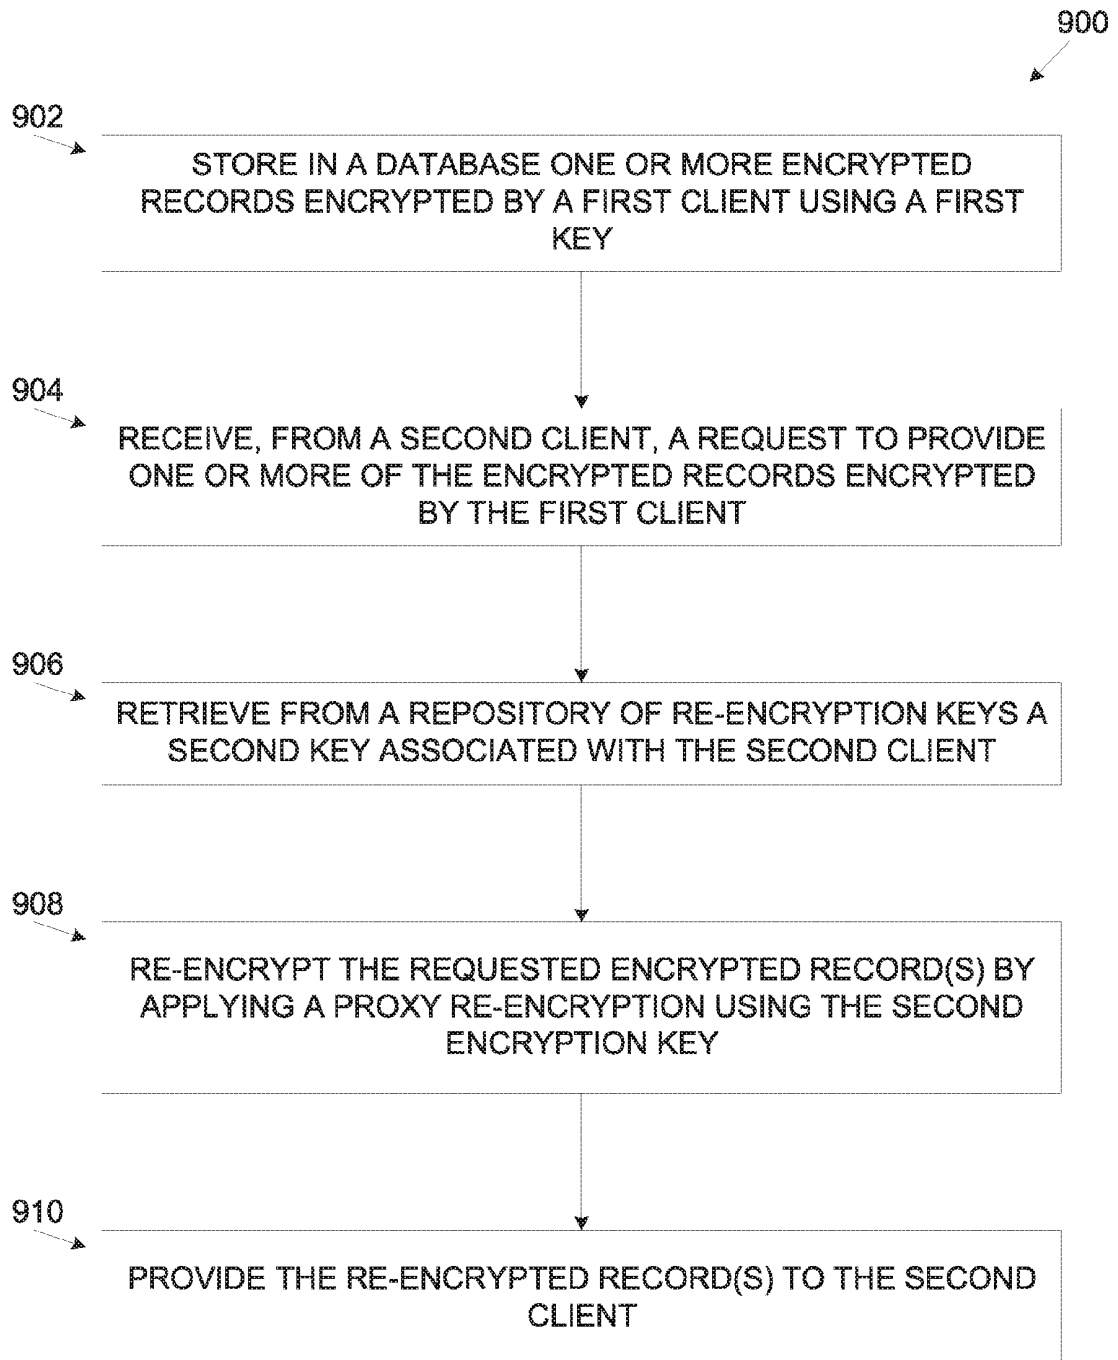 900
902
STORE IN A DATABASE ONE OR MORE ENCRYPTED
RECORDS ENCRYPTED BY A FIRST CLIENT USING A FIRST
KEY
904
RECEIVE, FROM A SECOND CLIENT, A REQUEST TO PROVIDE
ONE OR MORE OF THE ENCRYPTED RECORDS ENCRYPTED
BY THE FIRST CLIENT
906
RETRIEVE FROM A REPOSITORY OF RE-ENCRYPTION KEYS A
SECOND KEY ASSOCIATED WITH THE SECOND CLIENT
908
RE-ENCRYPT THE REQUESTED ENCRYPTED RECORD(S) BY
APPLYING A PROXY RE-ENCRYPTION USING THE SECOND
ENCRYPTION KEY
910
PROVIDE THE RE-ENCRYPTED RECORD(S) TO THE SECOND
CLIENT